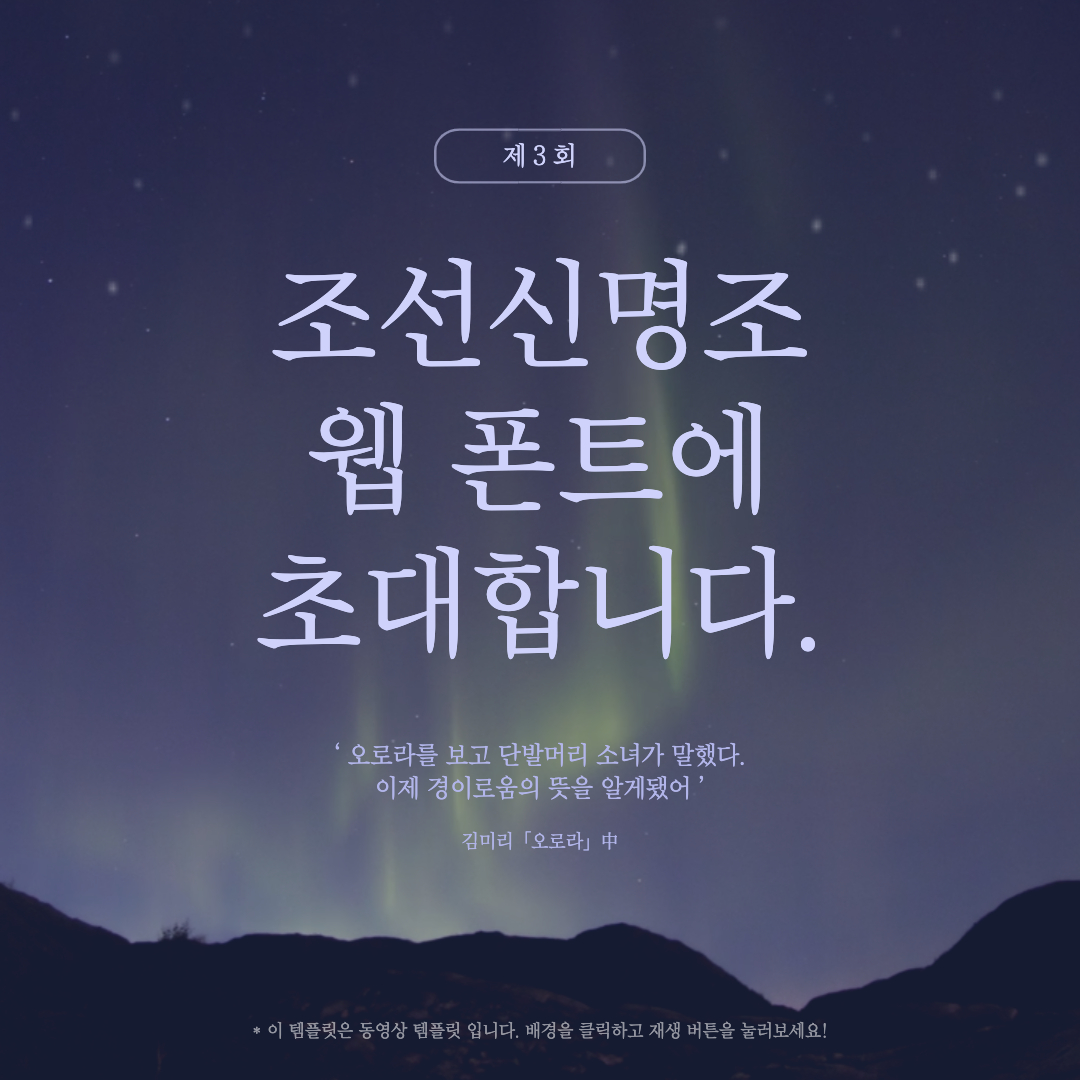 제 3 회
조선신명조
웹 폰트에
초대합니다.
‘ 오로라를 보고 단발머리 소녀가 말했다.
이제 경이로움의 뜻을 알게됐어 ’
김미리「오로라」中
* 이 템플릿은 동영상 템플릿 입니다. 배경을 클릭하고 재생 버튼을 눌러보세요!